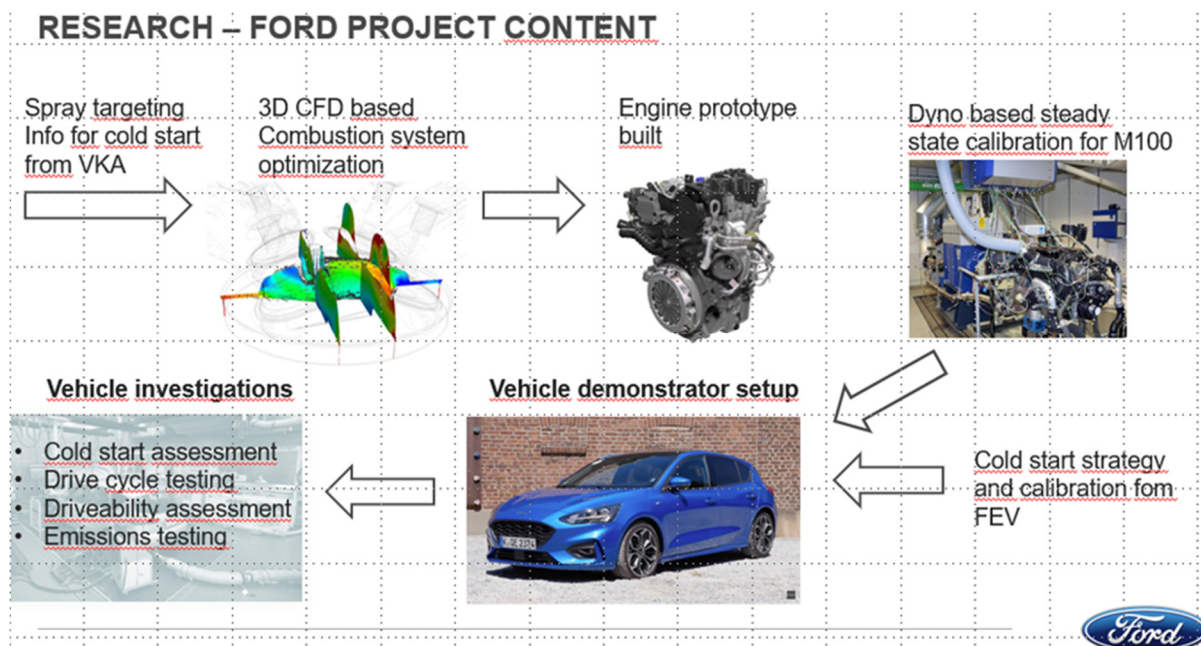 RESEARCH – FORD PROJECT CONTENT
Spray targeting
Info for cold start
from VKA
3D CFD based
Combustion system
optimization
Engine prototype
built
Dyno based steady
state calibration for M100
Vehicle investigations
• Cold start assessment
• Drive cycle testing
• Driveability assessment
• Emissions testing
Vehicle demonstrator setup
Cold start strategy
and calibration fom
FEV
Ford